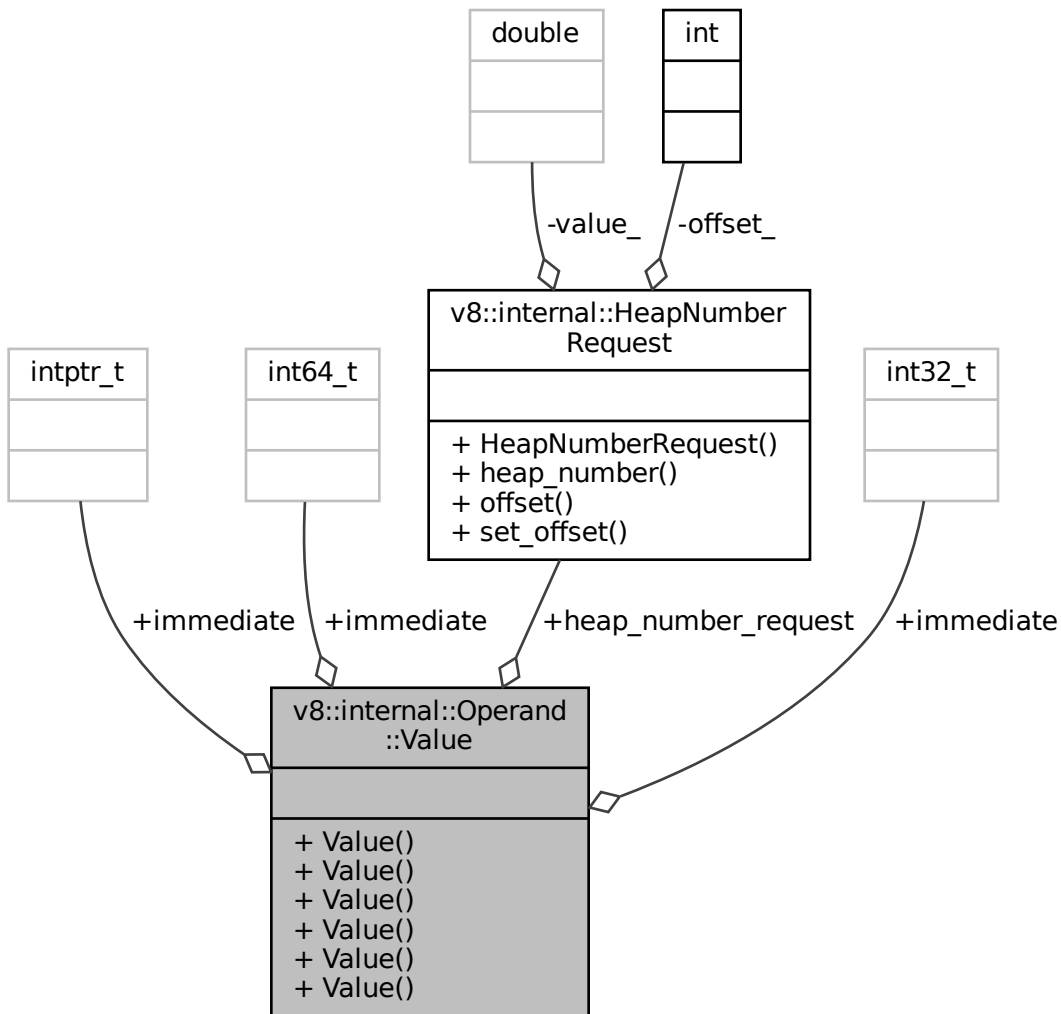 double
int
-value_
-offset_
v8::internal::HeapNumber
Request
+ HeapNumberRequest()
+ heap_number()
+ offset()
+ set_offset()
intptr_t
int64_t
int32_t
+immediate
+immediate
+heap_number_request
+immediate
v8::internal::Operand
::Value
+ Value()
+ Value()
+ Value()
+ Value()
+ Value()
+ Value()